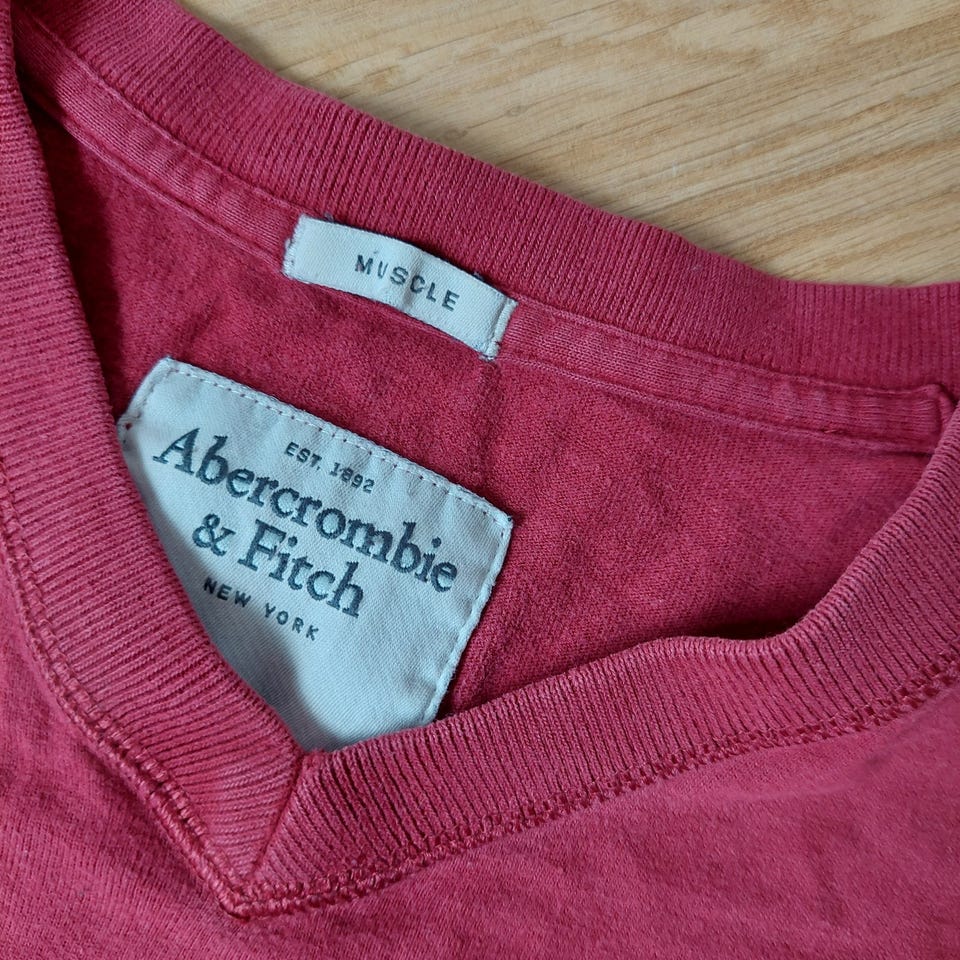 MUSCLE
EST. 1892
Abercrombie
& Fitch
NEW YORK